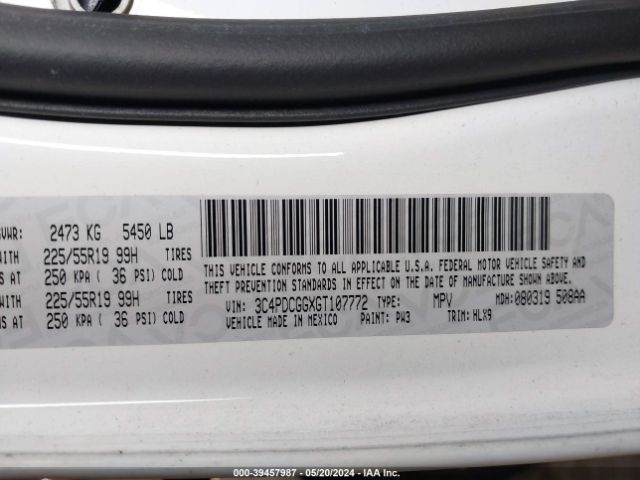 GVWR: 2473 KG 5450 LB
WITH 225/55R19 99H TIRES
AT 250 KPA ( 36 PSI) COLD
WITH 225/55R19 99H TIRES
AT 250 KPA ( 36 PSI) COLD
THIS VEHICLE CONFORMS TO ALL APPLICABLE U.S.A. FEDERAL MOTOR VEHICLE SAFETY AND
THEFT PREVENTION STANDARDS IN EFFECT ON THE DATE OF MANUFACTURE SHOWN ABOVE.
VIN: 3C4PDCGGXGT107772 TYPE: MPV MDH:080319 508AA
VEHICLE MADE IN MEXICO PAINT: PW3 TRIM: HLX9
000-39457987 - 05/20/2024 - IAA Inc.